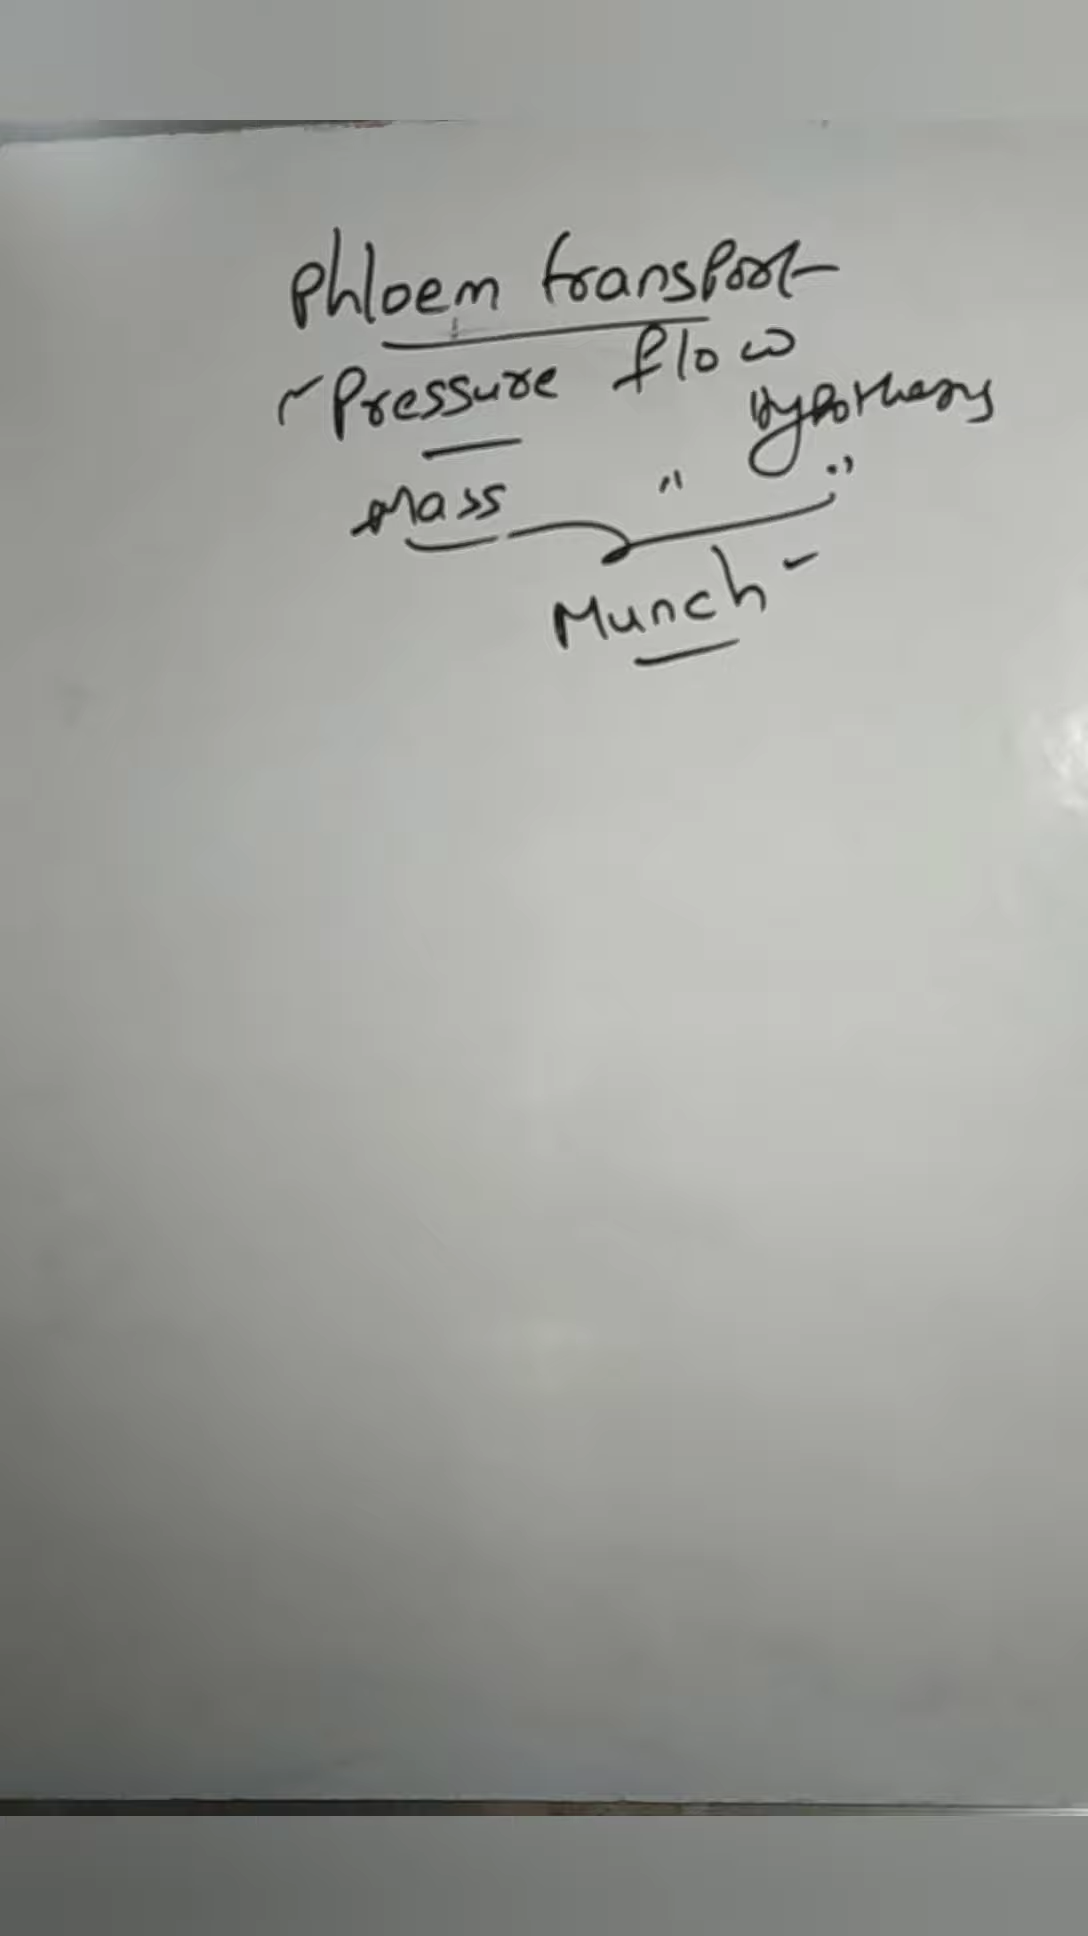 Phloem transport
Pressure flow
Hypothesis
Mass " "
Munch -